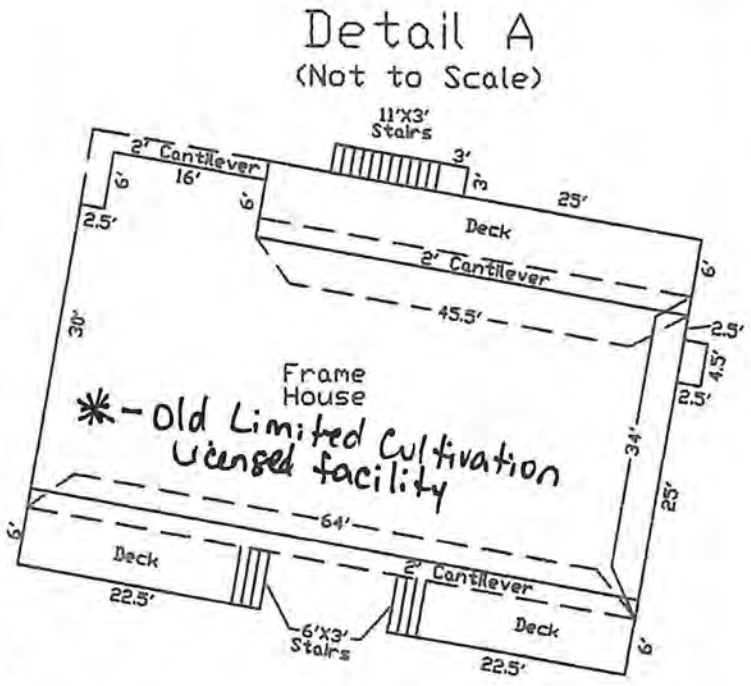 Detail A
(Not to Scale)
11'X3'
Stairs
3'
3'
25'
2' Cantilever
16'
6'
6'
2.5'
Deck
6'
2' Cantilever
45.5'
2.5'
4.5'
2.5'
30'
Frame
House
* - Old Limited Cultivation
Licensed facility
34'
25'
64'
6'
Deck
22.5'
2' Cantilever
6'X3'
Stairs
Deck
6'
22.5'